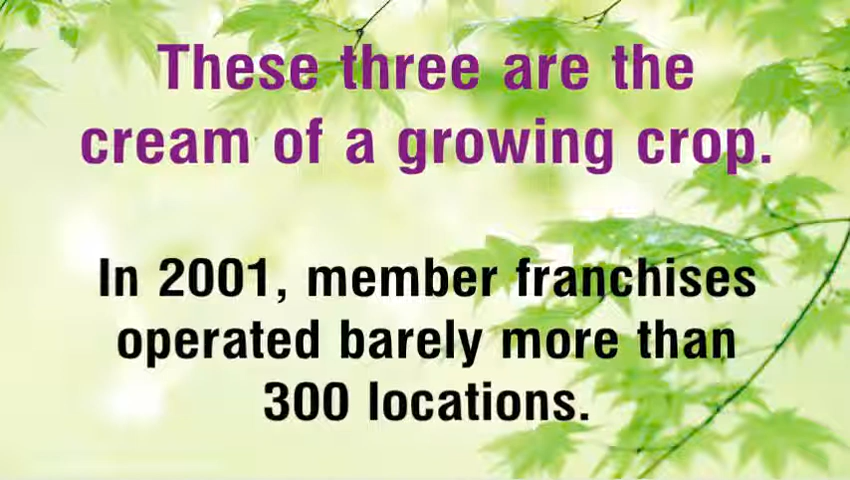 These three are the
cream of a growing crop.
In 2001, member franchises
operated barely more than
300 locations.